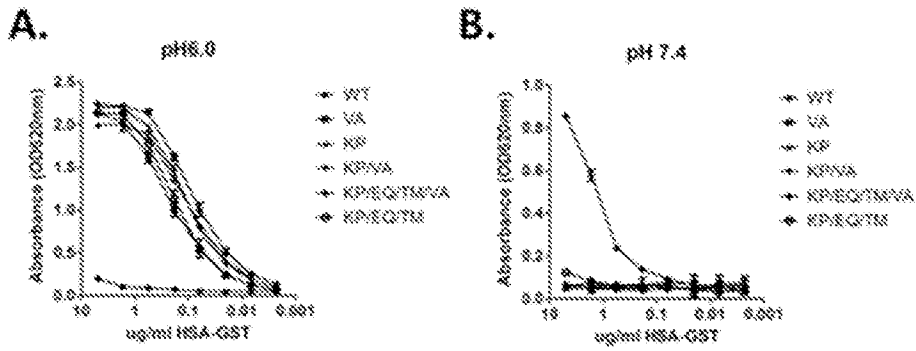 A.
pH6.0
Absorbance (OD620nm)
2.5
2.0
1.5
1.0
0.5
0.0
10
1
0.1
0.01
0.001
ug/ml HSA-GST
WT
VA
KP
KP/VA
KP/EQ/TM/VA
KP/EQ/TM
B.
pH 7.4
Absorbance (OD620nm)
1.0
0.8
0.6
0.4
0.2
0.0
10
1
0.1
0.01
0.001
ug/ml HSA-GST
WT
VA
KP
KP/VA
KP/EQ/TM/VA
KP/EQ/TM